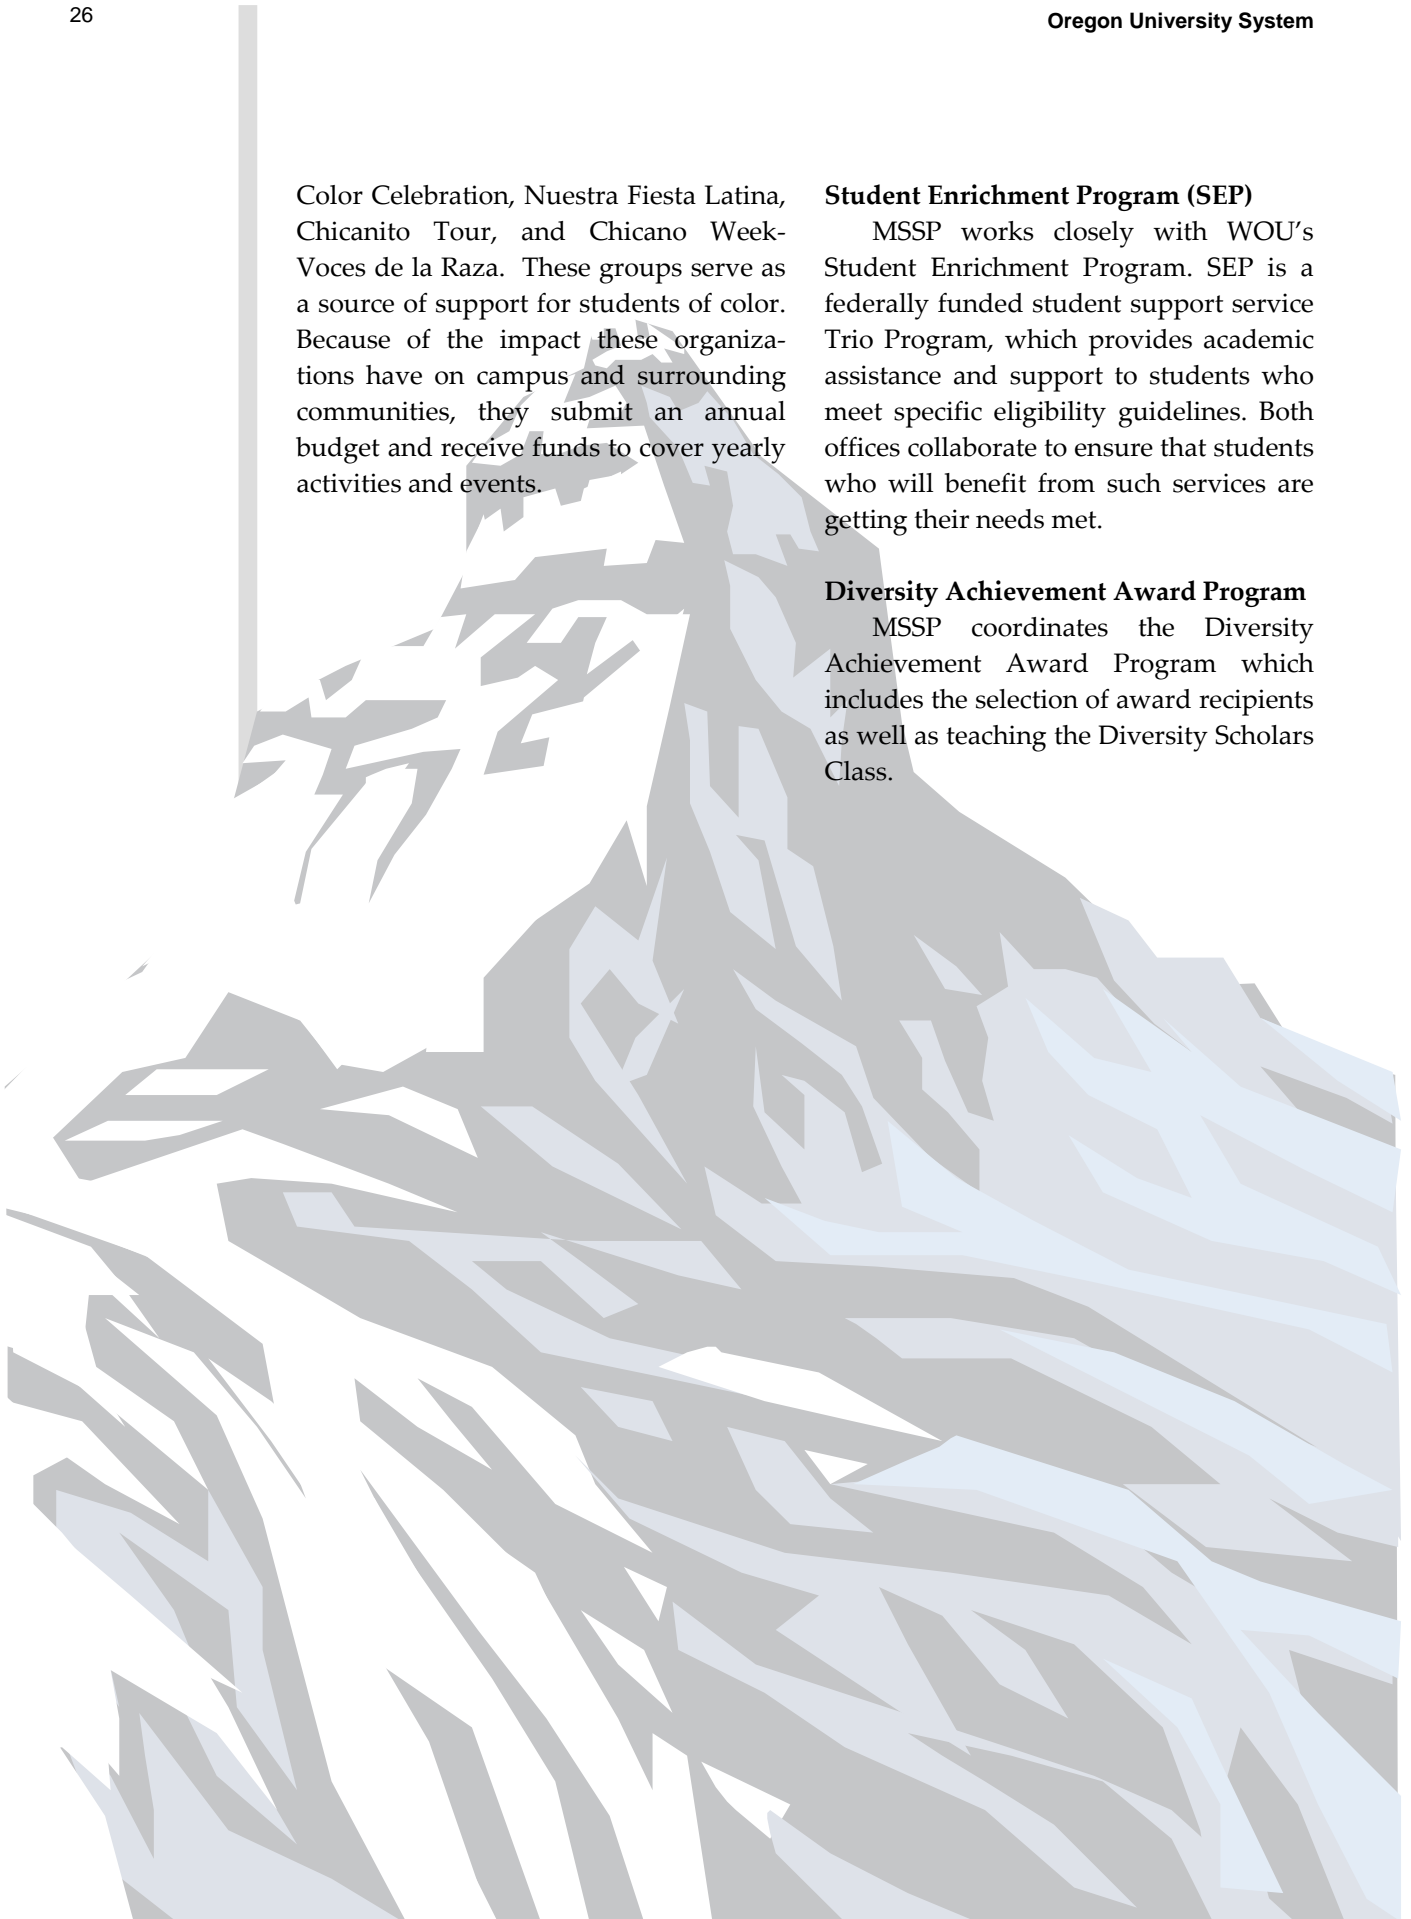 26
Oregon University System
Color Celebration, Nuestra Fiesta Latina,
Chicanito Tour, and Chicano Week-
Voces de la Raza.  These groups serve as
a source of support for students of color.
Because of the impact these organiza-
tions have on campus and surrounding
communities, they submit an annual
budget and receive funds to cover yearly
activities and events.
Student Enrichment Program (SEP)
MSSP works closely with WOU’s
Student Enrichment Program. SEP is a
federally funded student support service
Trio Program, which provides academic
assistance and support to students who
meet specific eligibility guidelines. Both
offices collaborate to ensure that students
who will benefit from such services are
getting their needs met.
Diversity Achievement Award Program
MSSP coordinates the Diversity
Achievement Award Program which
includes the selection of award recipients
as well as teaching the Diversity Scholars
Class.